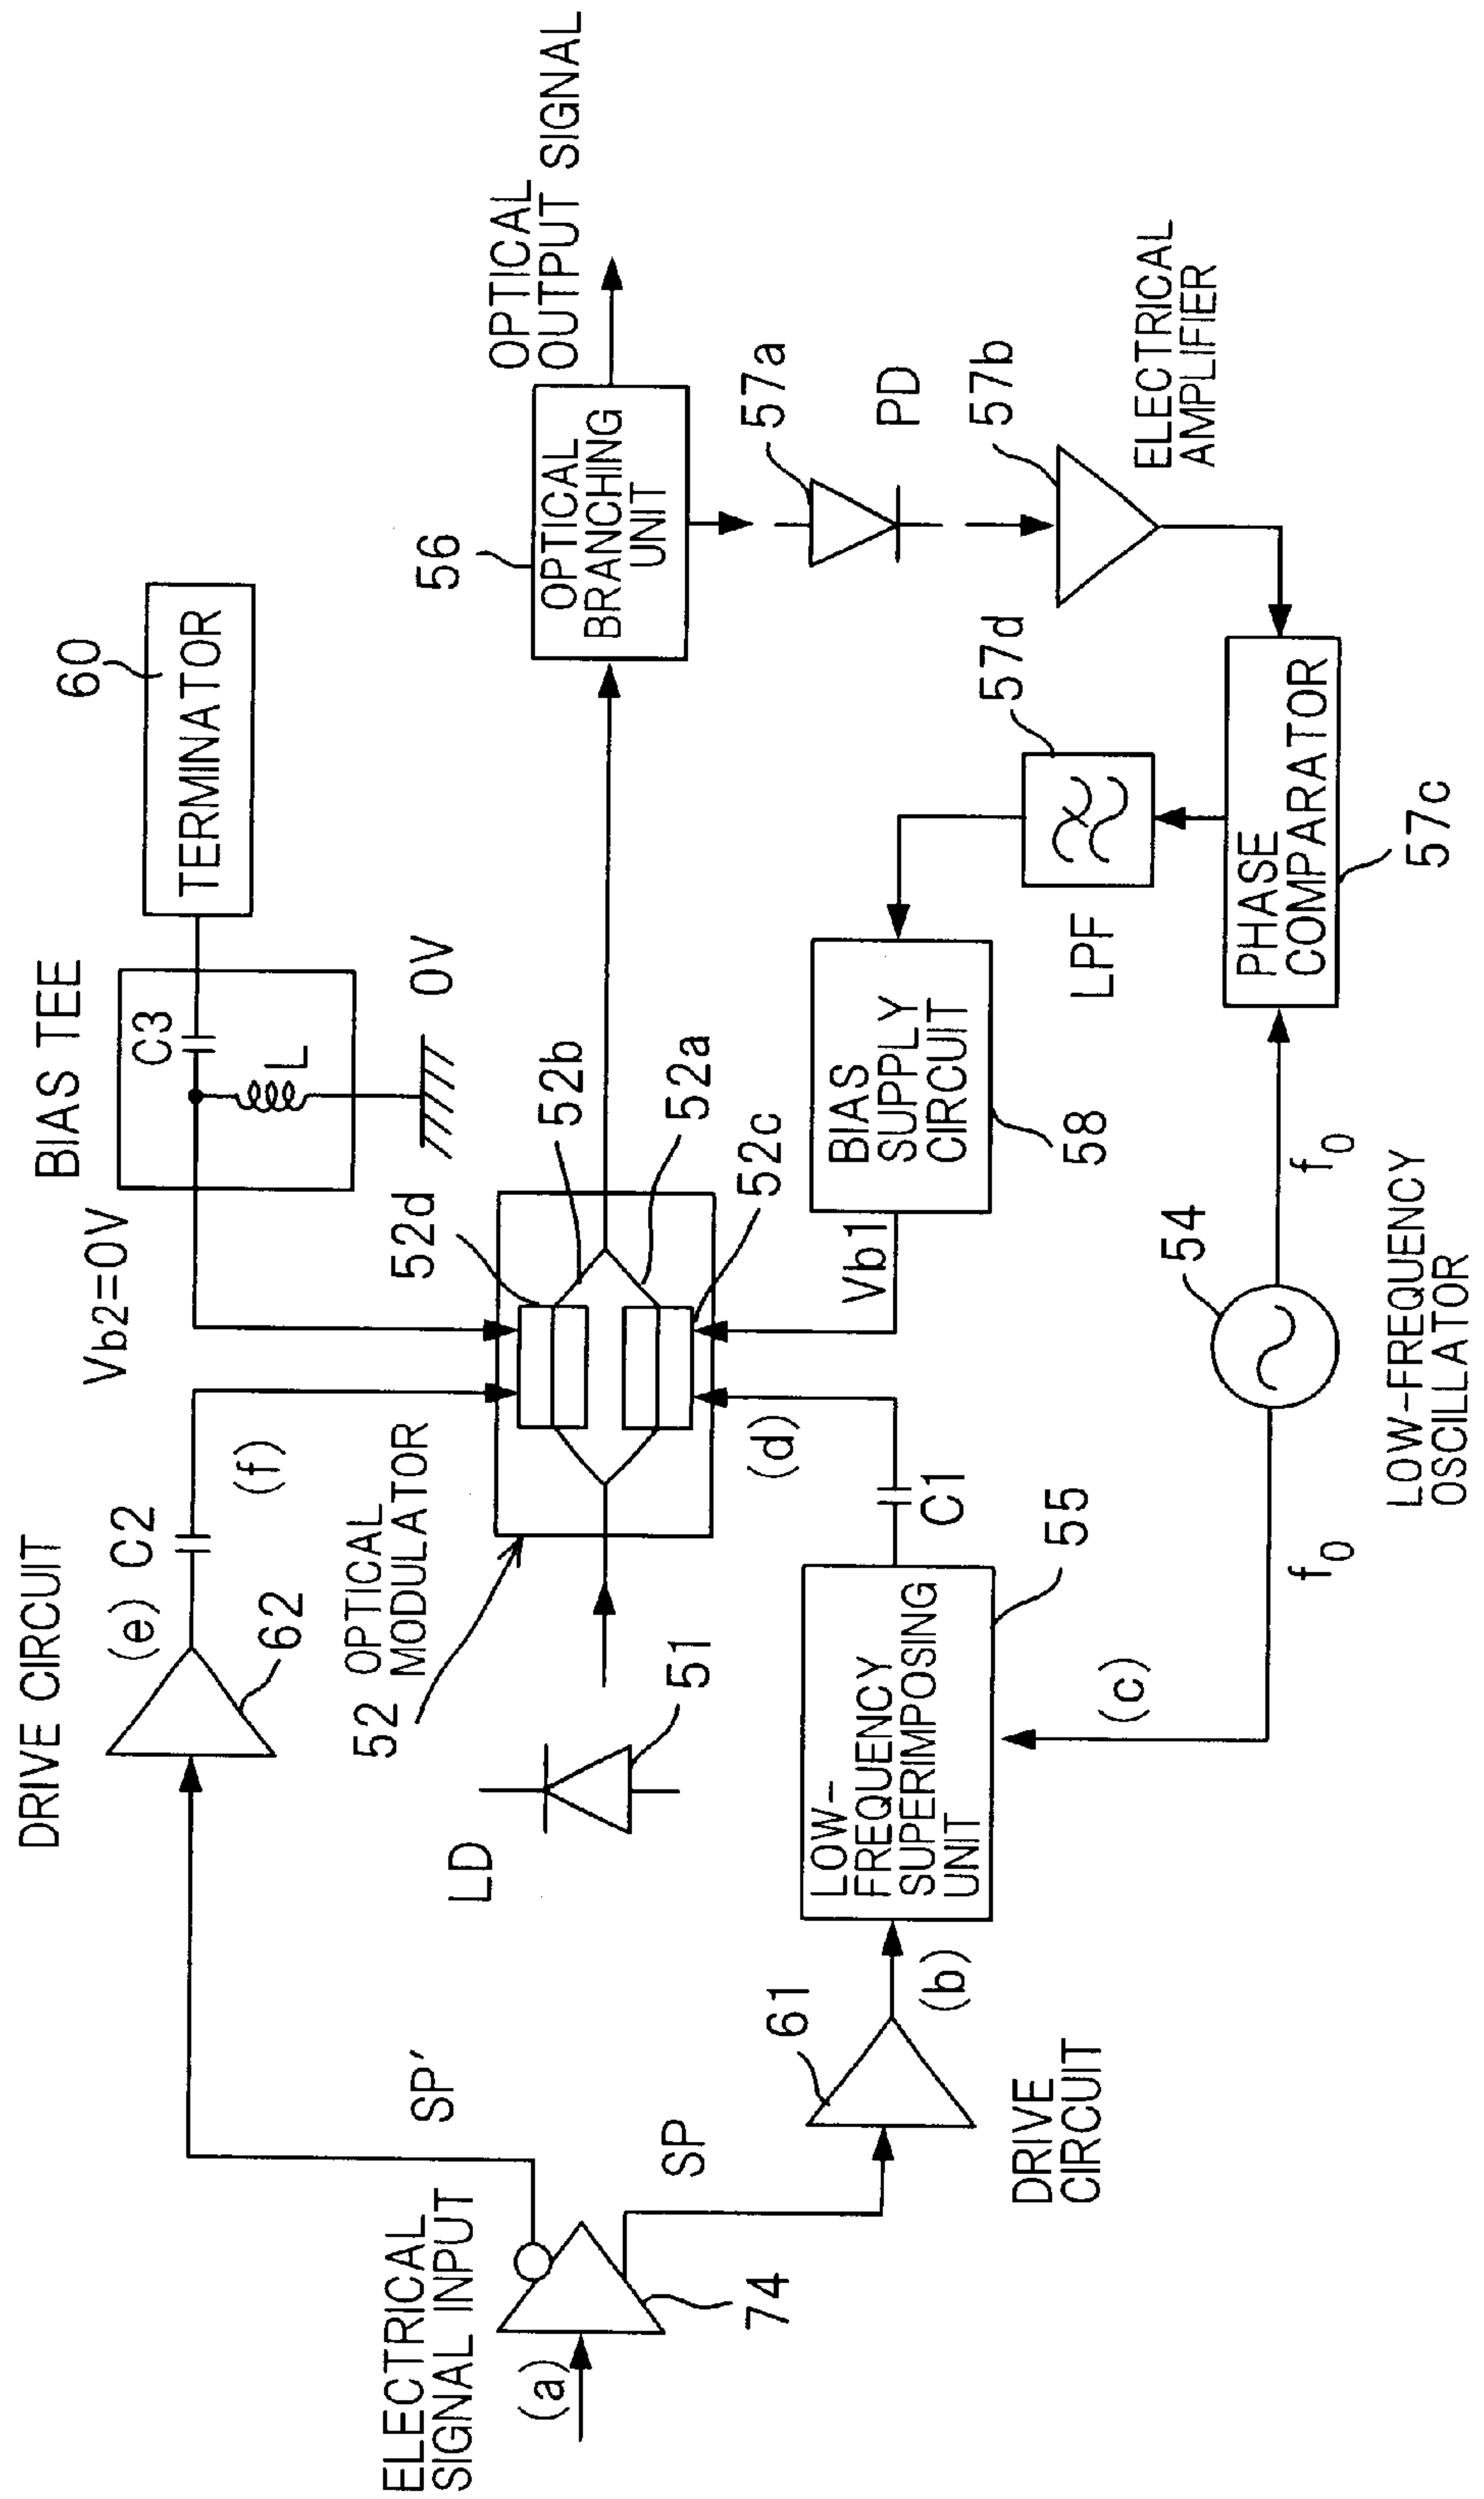 DRIVE CIRCUIT
(e)
C2
62
(f)
Vb2=0V
BIAS TEE
C3
L
0V
TERMINATOR
60
SP′
ELECTRICAL
SIGNAL INPUT
(a)
74
SP
LD
51
52
OPTICAL
MODULATOR
52d
52b
52a
52c
56
OPTICAL
BRANCHING
UNIT
OPTICAL
OUTPUT SIGNAL
57a
PD
57b
ELECTRICAL
AMPLIFIER
61
(b)
DRIVE
CIRCUIT
LOW-
FREQUENCY
SUPERIMPOSING
UNIT
55
C1
(d)
Vb1
BIAS
SUPPLY
CIRCUIT
58
57d
LPF
PHASE
COMPARATOR
57c
(c)
f0
54
f0
LOW-FREQUENCY
OSCILLATOR